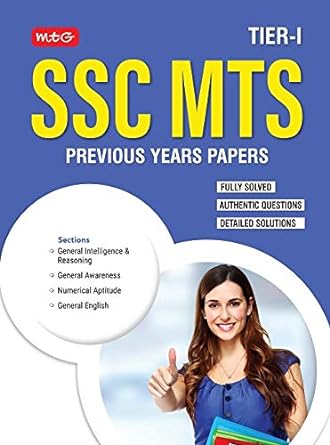 mtG
TIER-I
SSC MTS
PREVIOUS YEARS PAPERS
FULLY SOLVED
AUTHENTIC QUESTIONS
DETAILED SOLUTIONS
Sections
General Intelligence &
Reasoning
General Awareness
Numerical Aptitude
General English